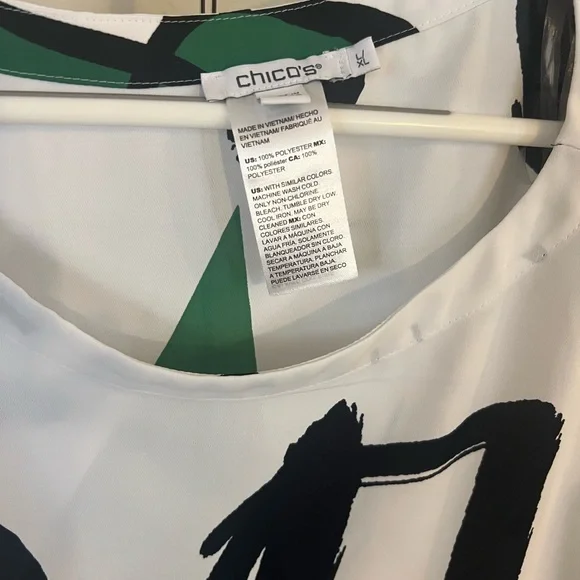 chico's®
L/
XL
MADE IN VIETNAM/ HECHO
EN VIETNAM/ FABRIQUÉ AU
VIETNAM
US: 100% POLYESTER MX:
100% poliéster CA: 100%
POLYESTER
US: WITH SIMILAR COLORS
MACHINE WASH COLD.
ONLY NON-CHLORINE
BLEACH. TUMBLE DRY LOW.
COOL IRON. MAY BE DRY
CLEANED MX: CON
COLORES SIMILARES.
LAVAR A MÁQUINA CON
AGUA FRÍA. SOLAMENTE
BLANQUEADOR SIN CLORO.
SECAR A MÁQUINA A BAJA
TEMPERATURA. PLANCHAR
A TEMPERATURA BAJA.
PUEDE LAVARSE EN SECO